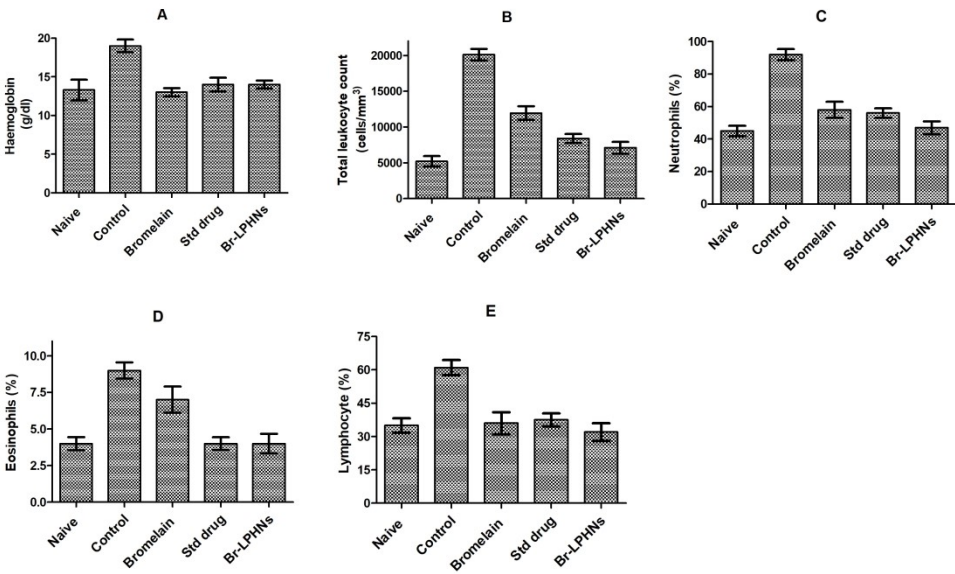 A
Haemoglobin
(g/dl)
20
15
10
5
0
Naive
Control
Bromelain
Std drug
Br-LPHNs
B
Total leukocyte count
(cells/mm³)
20000
15000
10000
5000
0
Naive
Control
Bromelain
Std drug
Br-LPHNs
C
Neutrophils (%)
100
80
60
40
20
0
Naive
Control
Bromelain
Std drug
Br-LPHNs
D
Eosinophils (%)
10.0
7.5
5.0
2.5
0.0
Naive
Control
Bromelain
Std drug
Br-LPHNs
E
Lymphocyte (%)
75
60
45
30
15
0
Naive
Control
Bromelain
Std drug
Br-LPHNs